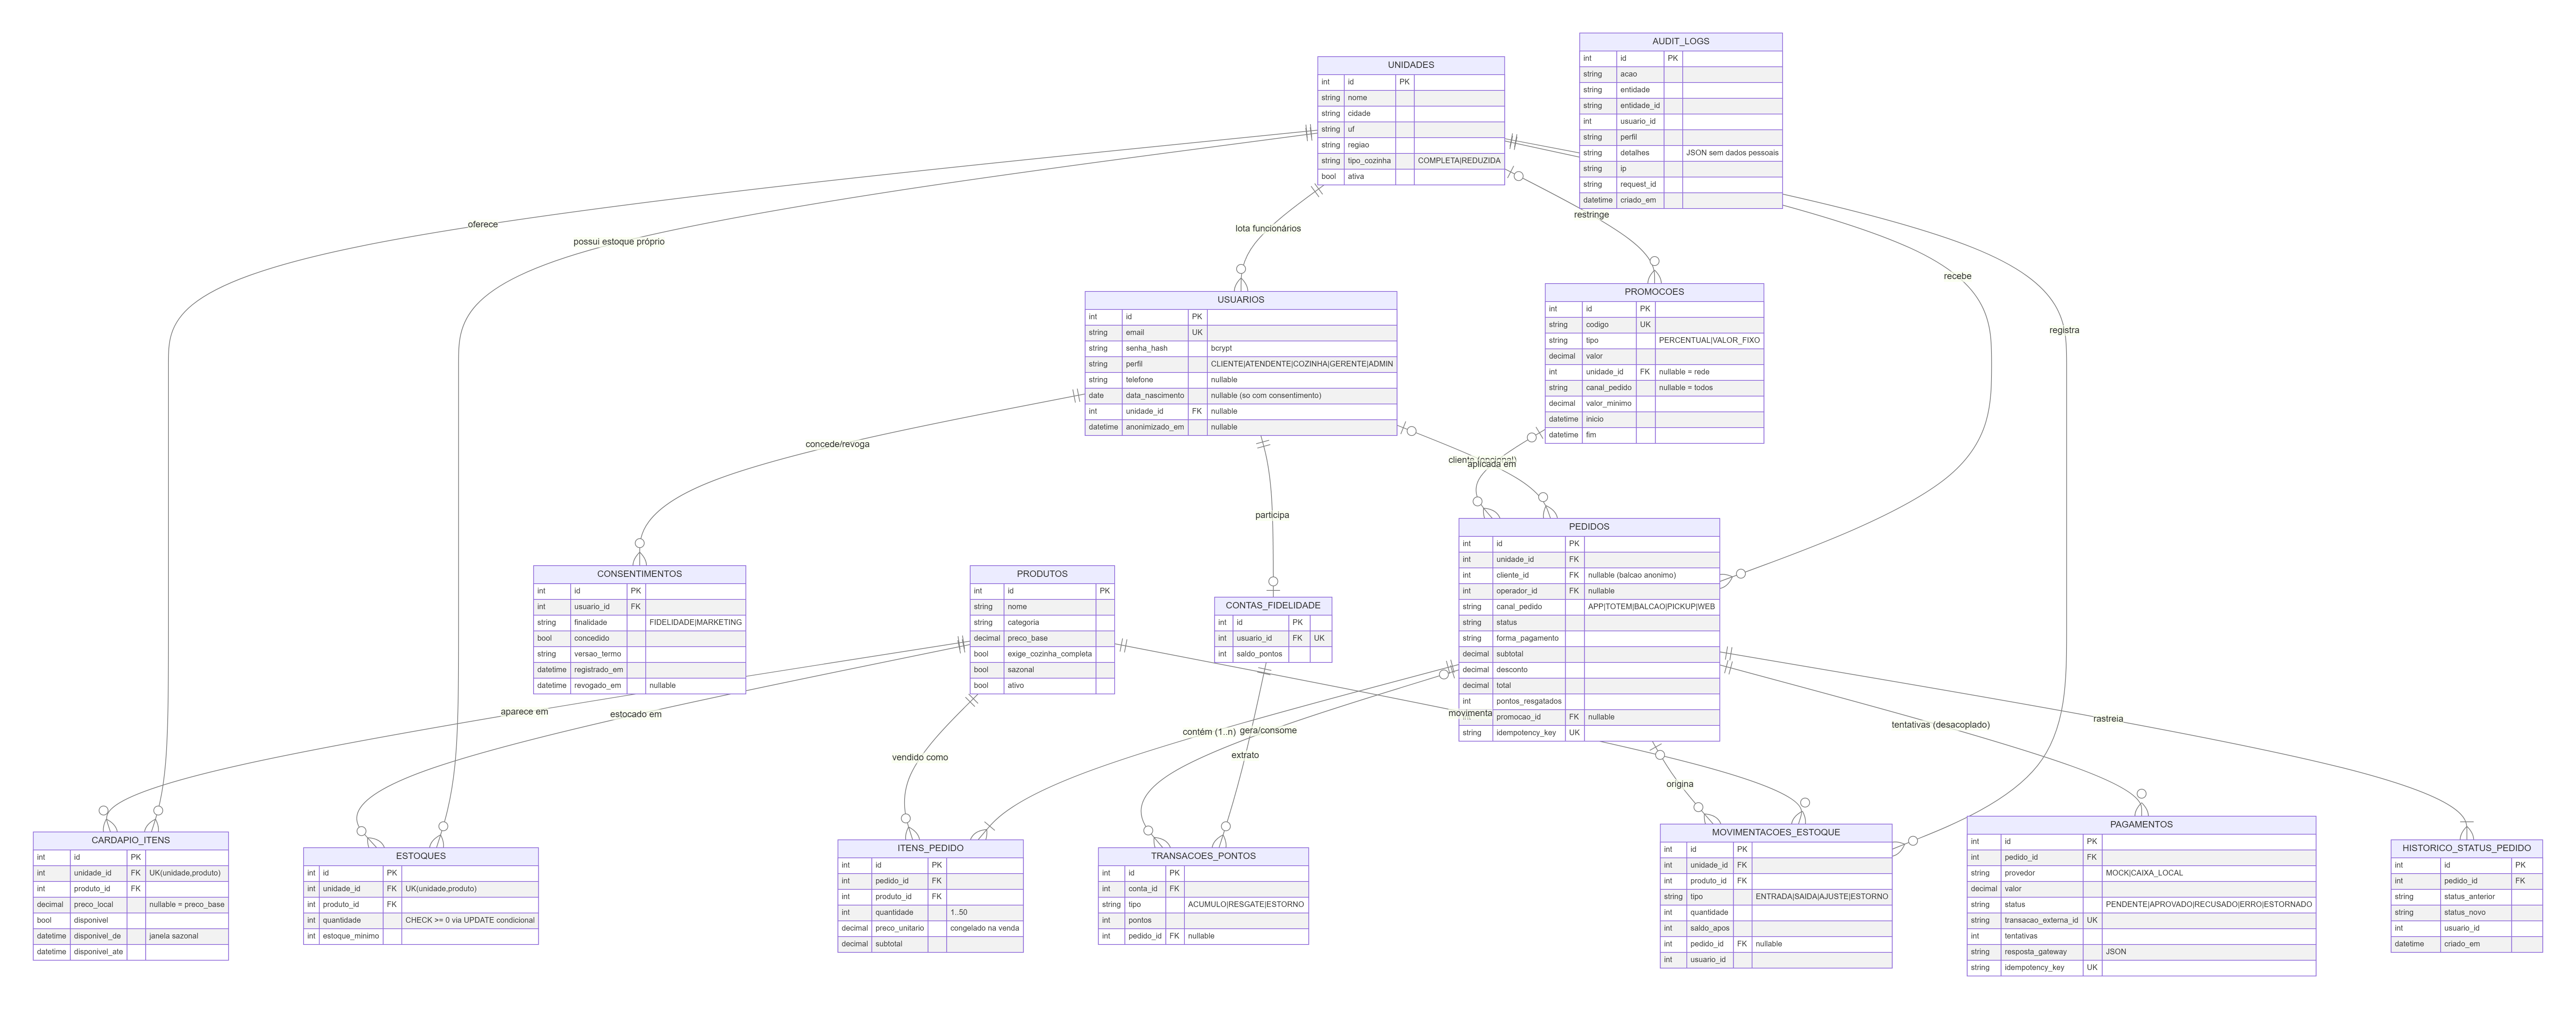 AUDIT_LOGS
int id PK
string acao
string entidade
string entidade_id
int usuario_id
string perfil
string detalhes JSON sem dados pessoais
string ip
string request_id
datetime criado_em
UNIDADES
int id PK
string nome
string cidade
string uf
string regiao
string tipo_cozinha COMPLETA|REDUZIDA
bool ativa
oferece
possui estoque próprio
lota funcionários
restringe
recebe
registra
USUARIOS
int id PK
string email UK
string senha_hash bcrypt
string perfil CLIENTE|ATENDENTE|COZINHA|GERENTE|ADMIN
string telefone nullable
date data_nascimento nullable (so com consentimento)
int unidade_id FK nullable
datetime anonimizado_em nullable
PROMOCOES
int id PK
string codigo UK
string tipo PERCENTUAL|VALOR_FIXO
decimal valor
int unidade_id FK nullable = rede
string canal_pedido nullable = todos
decimal valor_minimo
datetime inicio
datetime fim
concede/revoga
participa
cliente (opcional)
aplicada em
CONSENTIMENTOS
int id PK
int usuario_id FK
string finalidade FIDELIDADE|MARKETING
bool concedido
string versao_termo
datetime registrado_em
datetime revogado_em nullable
PRODUTOS
int id PK
string nome
string categoria
decimal preco_base
bool exige_cozinha_completa
bool sazonal
bool ativo
CONTAS_FIDELIDADE
int id PK
int usuario_id FK UK
int saldo_pontos
PEDIDOS
int id PK
int unidade_id FK
int cliente_id FK nullable (balcao anonimo)
int operador_id FK nullable
string canal_pedido APP|TOTEM|BALCAO|PICKUP|WEB
string status
string forma_pagamento
decimal subtotal
decimal desconto
decimal total
int pontos_resgatados
promocao_id FK nullable
string idempotency_key UK
aparece em
estocado em
vendido como
movimenta
contém (1..n)
gera/consome
extrato
origina
tentativas (desacoplado)
rastreia
CARDAPIO_ITENS
int id PK
int unidade_id FK UK(unidade,produto)
int produto_id FK
decimal preco_local nullable = preco_base
bool disponivel
datetime disponivel_de janela sazonal
datetime disponivel_ate
ESTOQUES
int id PK
int unidade_id FK UK(unidade,produto)
int produto_id FK
int quantidade CHECK >= 0 via UPDATE condicional
int estoque_minimo
ITENS_PEDIDO
int id PK
int pedido_id FK
int produto_id FK
int quantidade 1..50
decimal preco_unitario congelado na venda
decimal subtotal
TRANSACOES_PONTOS
int id PK
int conta_id FK
string tipo ACUMULO|RESGATE|ESTORNO
int pontos
int pedido_id FK nullable
MOVIMENTACOES_ESTOQUE
int id PK
int unidade_id FK
int produto_id FK
string tipo ENTRADA|SAIDA|AJUSTE|ESTORNO
int quantidade
int saldo_apos
int pedido_id FK nullable
int usuario_id
PAGAMENTOS
int id PK
int pedido_id FK
string provedor MOCK|CAIXA_LOCAL
decimal valor
string status PENDENTE|APROVADO|RECUSADO|ERRO|ESTORNADO
string transacao_externa_id UK
int tentativas
string resposta_gateway JSON
string idempotency_key UK
HISTORICO_STATUS_PEDIDO
int id PK
int pedido_id FK
string status_anterior
string status_novo
int usuario_id
datetime criado_em